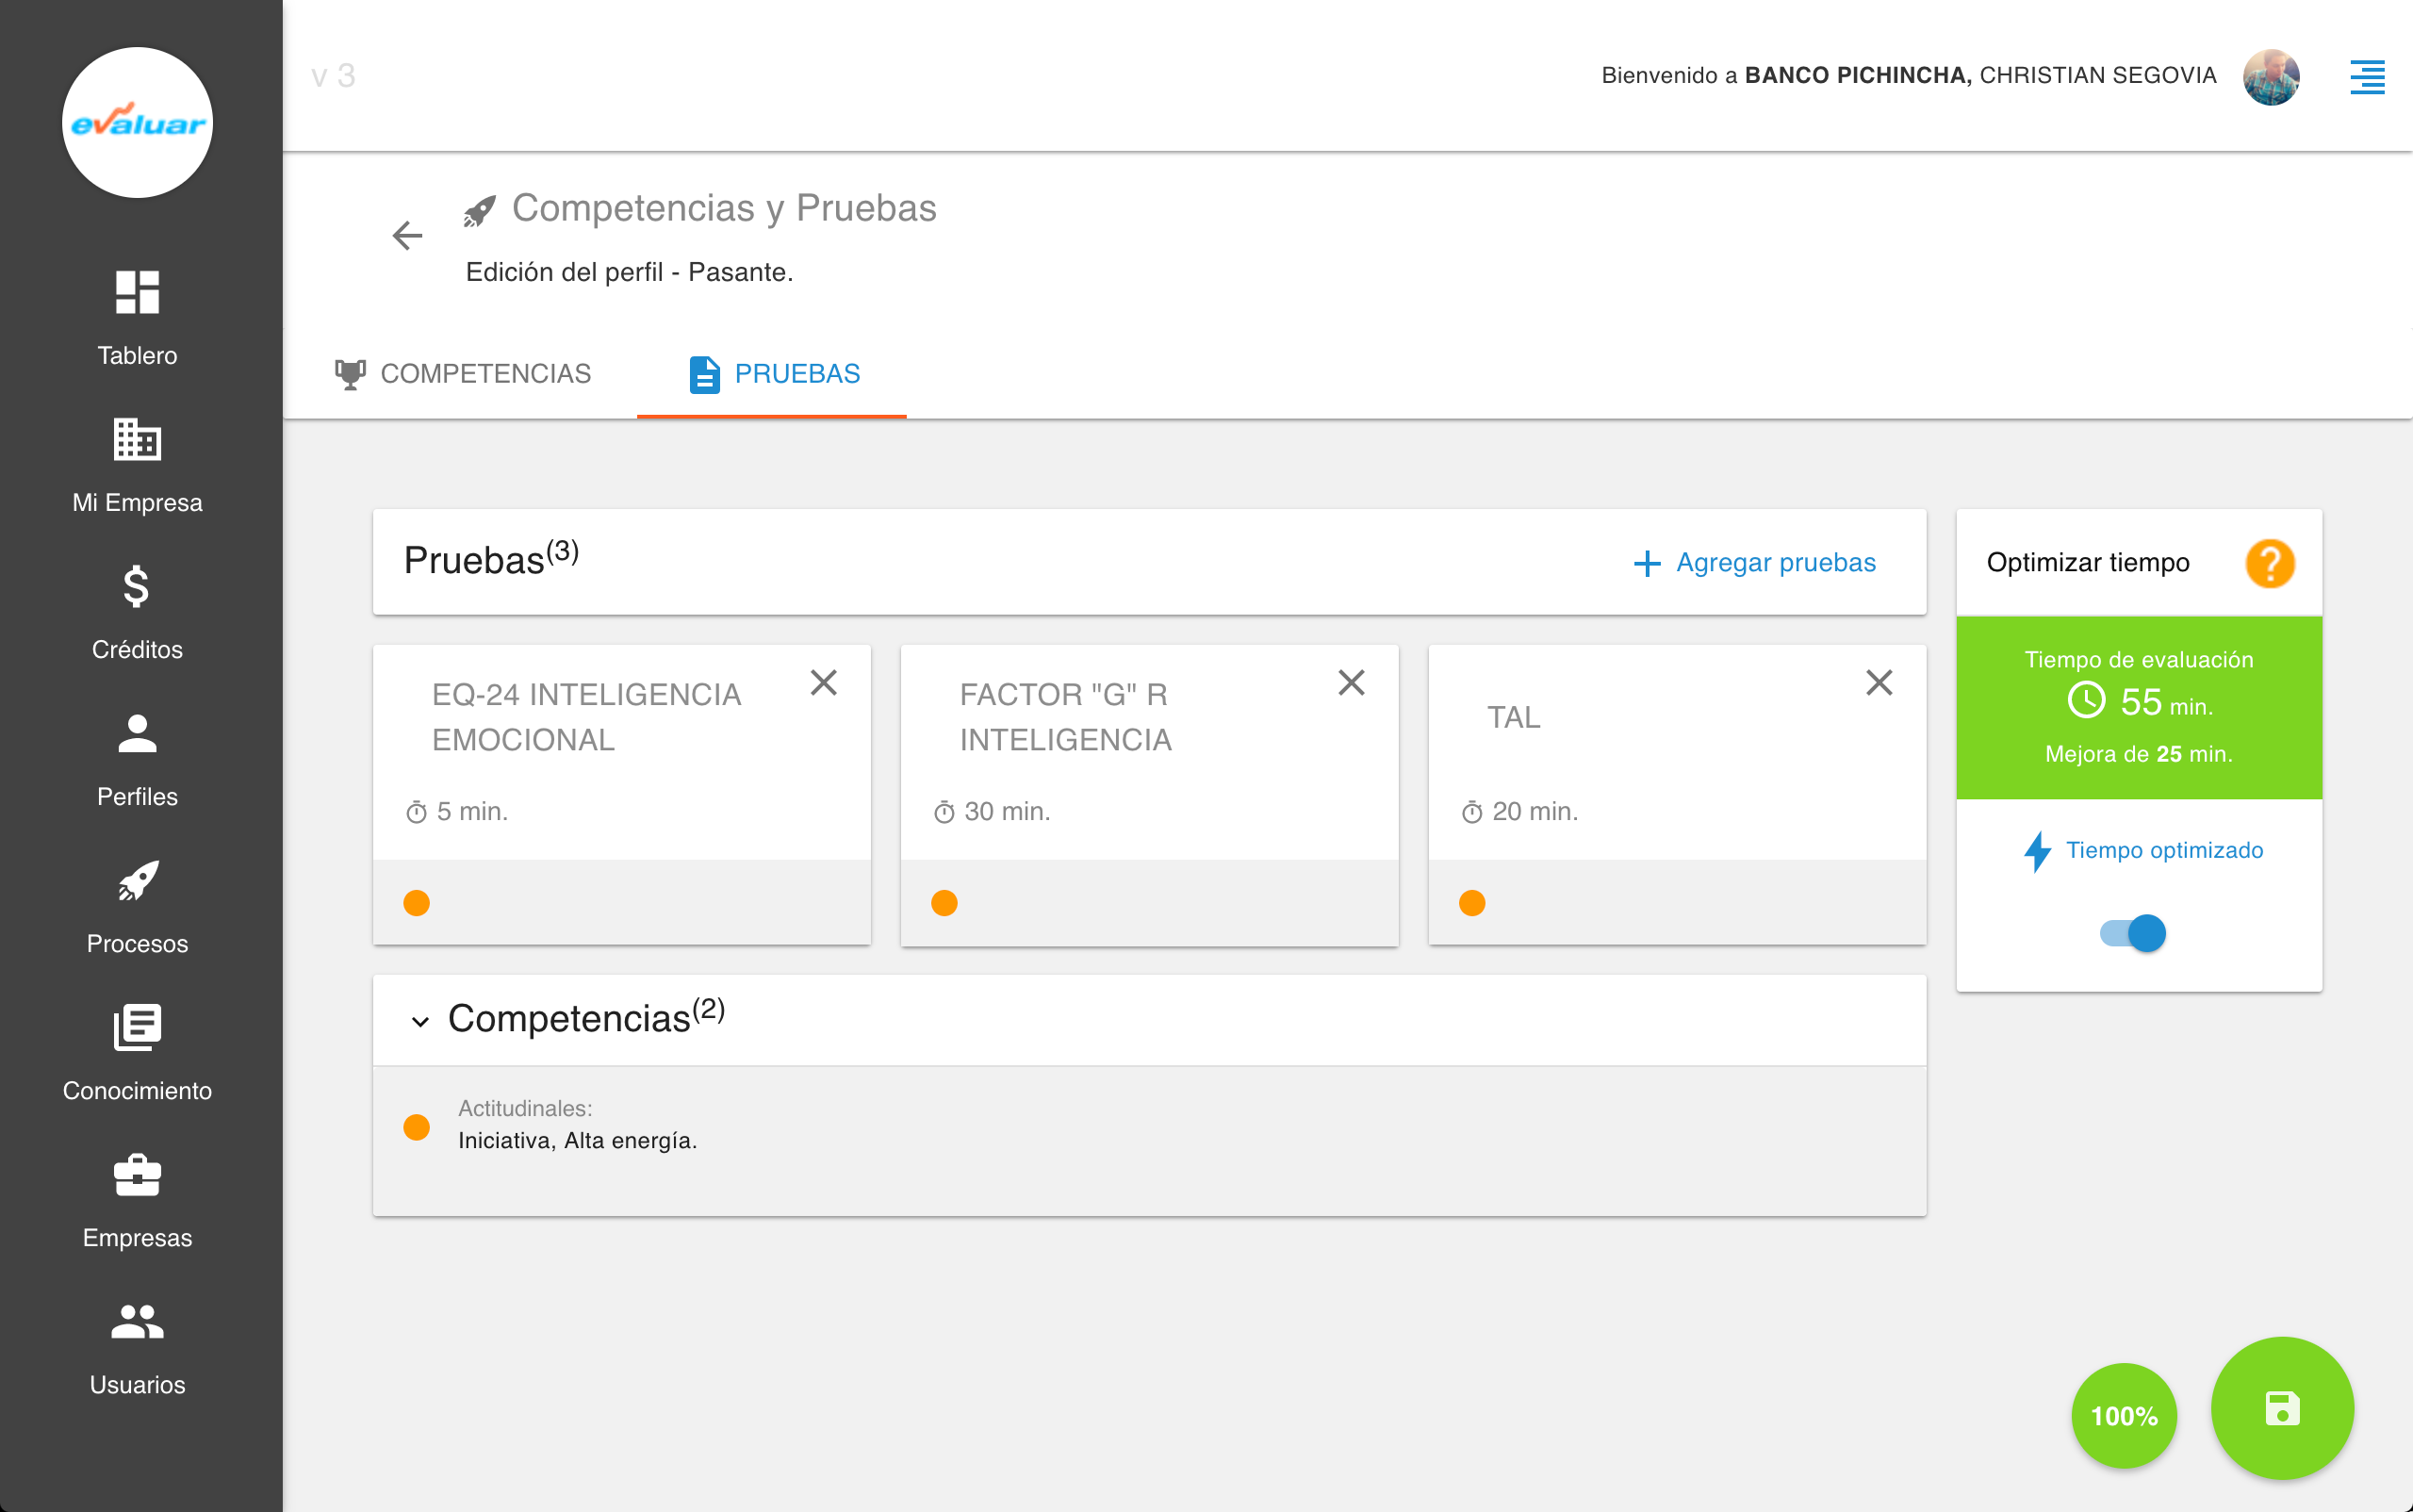 evaluar
v 3
Bienvenido a BANCO PICHINCHA, CHRISTIAN SEGOVIA
Competencias y Pruebas
Edición del perfil - Pasante.
COMPETENCIAS
PRUEBAS
Tablero
Mi Empresa
Créditos
Perfiles
Procesos
Conocimiento
Empresas
Usuarios
Pruebas(3)
+ Agregar pruebas
EQ-24 INTELIGENCIA
EMOCIONAL
5 min.
FACTOR "G" R
INTELIGENCIA
30 min.
TAL
20 min.
Competencias(2)
Actitudinales:
Iniciativa, Alta energía.
Optimizar tiempo
?
Tiempo de evaluación
55 min.
Mejora de 25 min.
Tiempo optimizado
100%